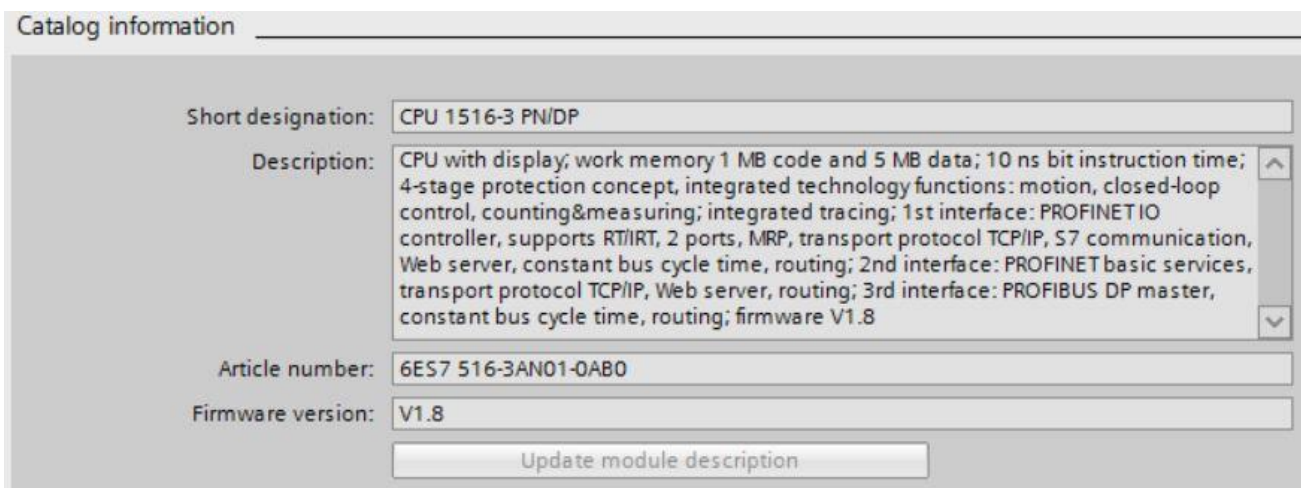 Catalog information
Short designation: CPU 1516-3 PN/DP
Description: CPU with display; work memory 1 MB code and 5 MB data; 10 ns bit instruction time;
4-stage protection concept, integrated technology functions: motion, closed-loop
control, counting&measuring; integrated tracing; 1st interface: PROFINET IO
controller, supports RT/IRT, 2 ports, MRP, transport protocol TCP/IP, S7 communication,
Web server, constant bus cycle time, routing; 2nd interface: PROFINET basic services,
transport protocol TCP/IP, Web server, routing; 3rd interface: PROFIBUS DP master,
constant bus cycle time, routing; firmware V1.8
Article number: 6ES7 516-3AN01-0AB0
Firmware version: V1.8
Update module description